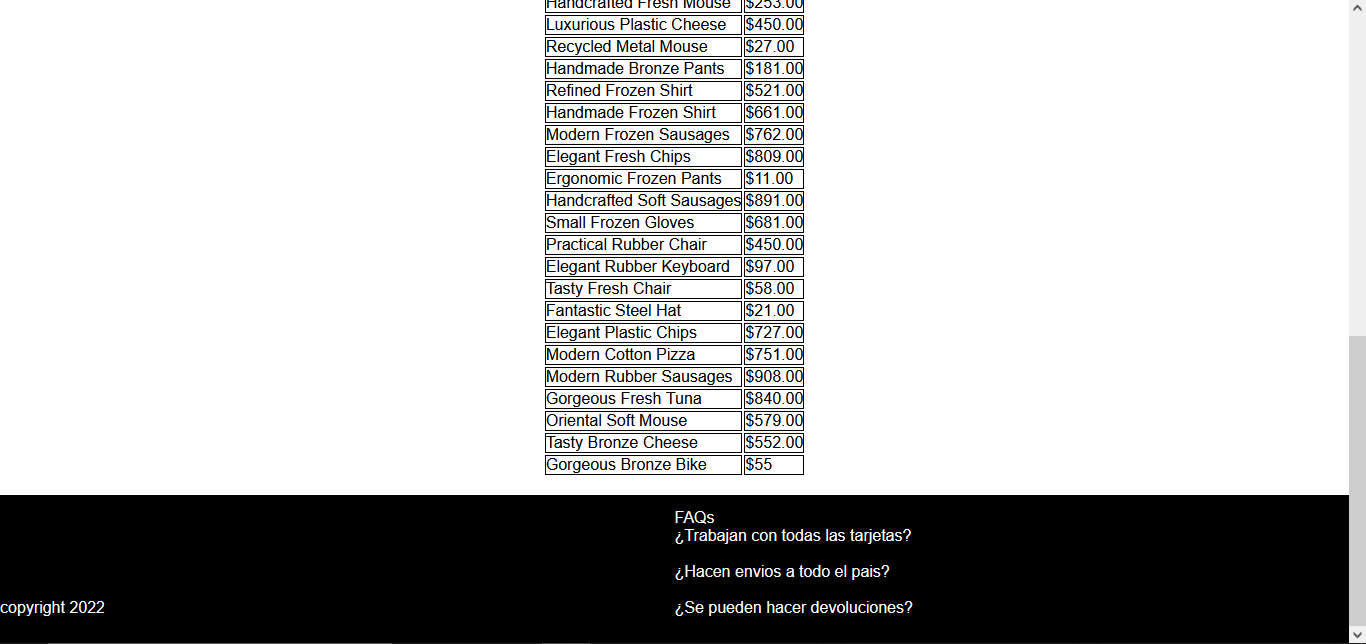 Handcrafted Fresh Mouse $253.00
Luxurious Plastic Cheese $450.00
Recycled Metal Mouse $27.00
Handmade Bronze Pants $181.00
Refined Frozen Shirt $521.00
Handmade Frozen Shirt $661.00
Modern Frozen Sausages $762.00
Elegant Fresh Chips $809.00
Ergonomic Frozen Pants $11.00
Handcrafted Soft Sausages $891.00
Small Frozen Gloves $681.00
Practical Rubber Chair $450.00
Elegant Rubber Keyboard $97.00
Tasty Fresh Chair $58.00
Fantastic Steel Hat $21.00
Elegant Plastic Chips $727.00
Modern Cotton Pizza $751.00
Modern Rubber Sausages $908.00
Gorgeous Fresh Tuna $840.00
Oriental Soft Mouse $579.00
Tasty Bronze Cheese $552.00
Gorgeous Bronze Bike $55
FAQs
¿Trabajan con todas las tarjetas?
¿Hacen envios a todo el pais?
copyright 2022
¿Se pueden hacer devoluciones?